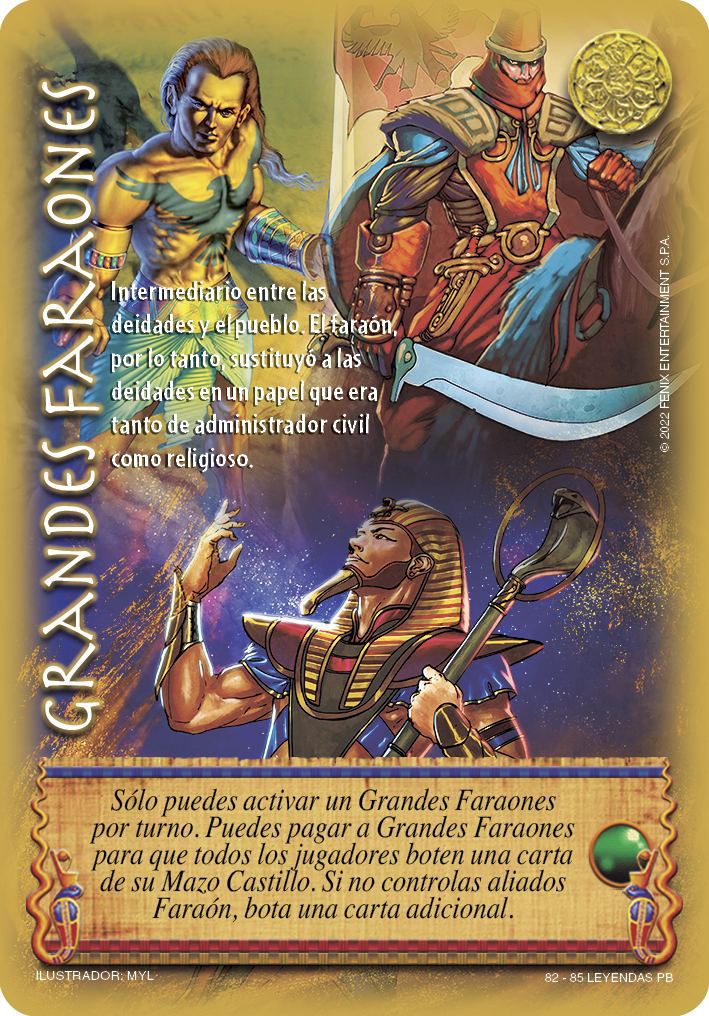 GRANDES FARAONES
Intermediario entre las
deidades y el pueblo. El faraón,
por lo tanto, sustituyó a las
deidades en un papel que era
tanto de administrador civil
como religioso.
© 2022 FENIX ENTERTAINMENT S.P.A.
Sólo puedes activar un Grandes Faraones
por turno. Puedes pagar a Grandes Faraones
para que todos los jugadores boten una carta
de su Mazo Castillo. Si no controlas aliados
Faraón, bota una carta adicional.
ILUSTRADOR: MYL
82 - 85 LEYENDAS PB